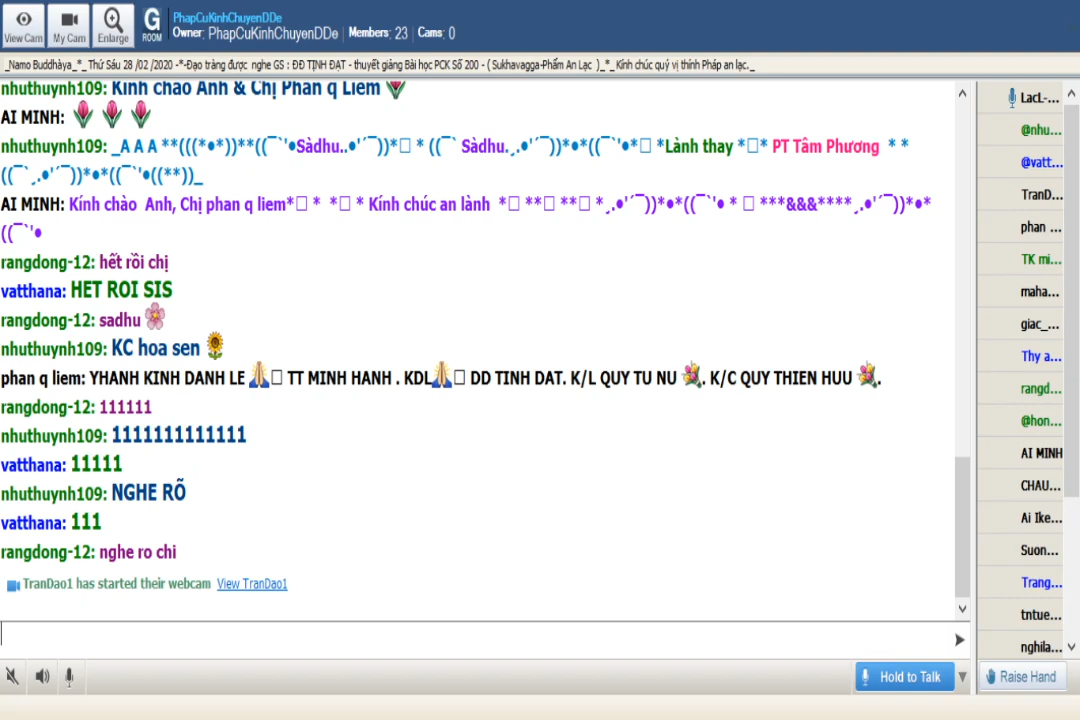 View Cam
My Cam
Enlarge
G
ROOM
PhapCuKinhChuyenDDe
Owner: PhapCuKinhChuyenDDe Members: 23 Cams: 0
_Namo Buddhàya_*_ Thứ Sáu 28 /02 /2020 -*-Đạo tràng được nghe GS : ĐĐ TỊNH ĐẠT - thuyết giảng Bài học PCK Số 200 - ( Sukhavagga-Phẩm An Lạc )_*_Kính chúc quý vị thính Pháp an lạc._
nhuthuynh109: Kính chào Anh & Chị Phan q Liêm
AI MINH:
nhuthuynh109: _A A A **(((*•*))**((¯`'•Sàdhu..•'´¯))*□ * ((¯` Sàdhu.¸.•'´¯))*•*((¯`'•*□ *Lành thay *□* PT Tâm Phương * *
((¯`¸.•'´¯))*•*((¯`'•((**))_
AI MINH: Kính chào Anh, Chị phan q liem*□ * *□ * Kính chúc an lành *□ **□ **□ *¸.•'´¯))*•*((¯`'• * □ ***&&&****¸.•'´¯))*•*
((¯`'•
rangdong-12: hết rồi chị
vatthana: HET ROI SIS
rangdong-12: sadhu
nhuthuynh109: KC hoa sen
phan q liem: YHANH KINH DANH LE □ TT MINH HANH . KDL □ DD TINH DAT. K/L QUY TU NU . K/C QUY THIEN HUU .
rangdong-12: 111111
nhuthuynh109: 1111111111111
vatthana: 11111
nhuthuynh109: NGHE RÕ
vatthana: 111
rangdong-12: nghe ro chi
TranDao1 has started their webcam View TranDao1
LacL-...
@nhu...
@vatt...
TranD...
phan ...
TK mi...
maha...
giac_...
Thy a...
rangd...
@hon...
AI MINH
CHAU...
Ai Ike...
Suon...
Trang...
tntue...
nghila...
Hold to Talk
Raise Hand